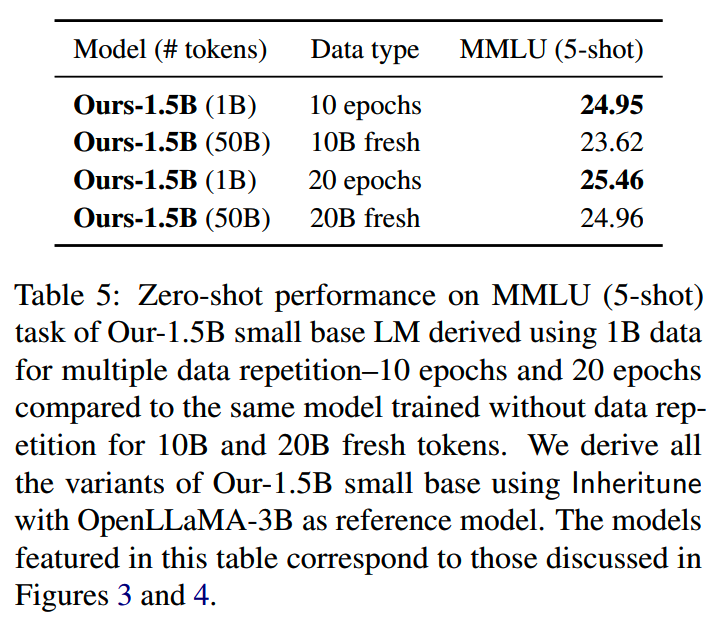 Model (# tokens) Data type MMLU (5-shot)
Ours-1.5B (1B) 10 epochs 24.95
Ours-1.5B (50B) 10B fresh 23.62
Ours-1.5B (1B) 20 epochs 25.46
Ours-1.5B (50B) 20B fresh 24.96
Table 5: Zero-shot performance on MMLU (5-shot)
task of Our-1.5B small base LM derived using 1B data
for multiple data repetition–10 epochs and 20 epochs
compared to the same model trained without data rep-
etition for 10B and 20B fresh tokens. We derive all
the variants of Our-1.5B small base using Inheritune
with OpenLLaMA-3B as reference model. The models
featured in this table correspond to those discussed in
Figures 3 and 4.